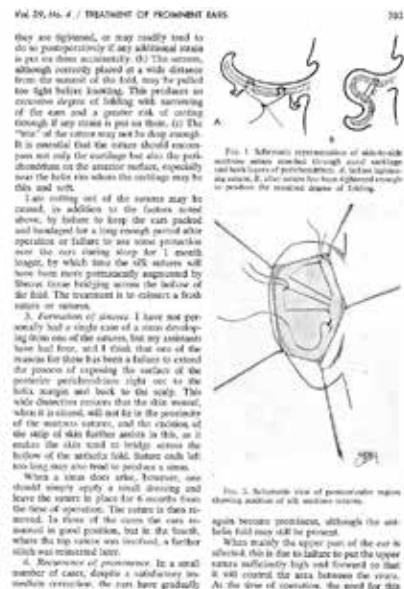 Vol. 29, No. 4 / TREATMENT OF PROMINENT EARS
they are tightened, or may readily tend to
do so postoperatively if any additional strain
is put on them accidentally. (b) The sutures,
although correctly placed at a wide distance
from the summit of the fold, may be pulled
too tight before knotting. This produces an
excessive degree of folding with narrowing
of the ears and a greater risk of cutting
through if any strain is put on them. (c) The
"bite" of the suture may not be deep enough.
It is essential that the suture should encom-
pass not only the cartilage but also the peri-
chondrium on the anterior surface, especially
near the helix rim where the cartilage may be
thin and soft.
Late cutting out of the sutures may be
caused, in addition to the factors noted
above, by failure to keep the ears packed
and bandaged for a long enough period after
operation or failure to use some protection
over the ears during sleep for 1 month
longer, by which time the silk sutures will
have been more permanently augmented by
fibrous tissue bridging across the hollow of
the fold. The treatment is to reinsert a fresh
suture or sutures.
5. Formation of sinuses. I have not per-
sonally had a single case of a sinus develop-
ing from one of the sutures, but my assistants
have had four, and I think that one of the
reasons for these has been a failure to extend
the process of exposing the surface of the
posterior perichondrium right out to the
helix margin and back to the scalp. This
wide dissection ensures that the skin wound,
when it is closed, will not lie in the proximity
of the mattress sutures, and the excision of
the strip of skin further assists in this, as it
makes the skin tend to bridge across the
hollow of the antihelix fold. Suture ends left
too long may also tend to produce a sinus.
When a sinus does arise, however, one
should simply apply a small dressing and
leave the suture in place for 6 months from
the time of operation. The suture is then re-
moved. In three of the cases the ears re-
mained in good position, but in the fourth,
where the top suture was involved, a further
stitch was reinserted later.
6. Recurrence of prominence. In a small
number of cases, despite a satisfactory im-
mediate correction, the ears have gradually
A
B
FIG. 1. Schematic representation of side-to-side
mattress suture inserted through aural cartilage
and both layers of perichondrium. A, before tighten-
ing suture. B, after suture has been tightened enough
to produce the required degree of folding.
FIG. 2. Schematic view of postauricular region
showing position of silk mattress sutures.
again become prominent, although the anti-
helix fold may still be present.
When mainly the upper part of the ear is
affected, this is due to failure to put the upper
suture sufficiently high and forward so that
it will control the area between the crura.
At the time of operation, the need for this